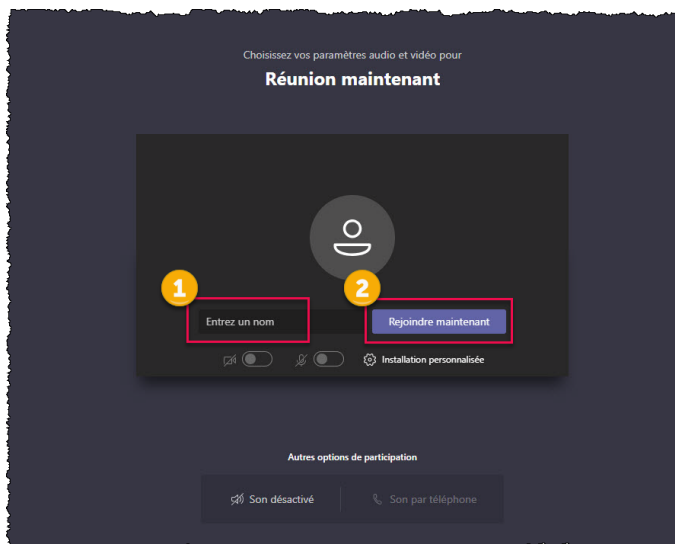 Choisissez vos paramètres audio et vidéo pour
Réunion maintenant
1
2
Entrez un nom
Rejoindre maintenant
Installation personnalisée
Autres options de participation
Son désactivé
Son par téléphone